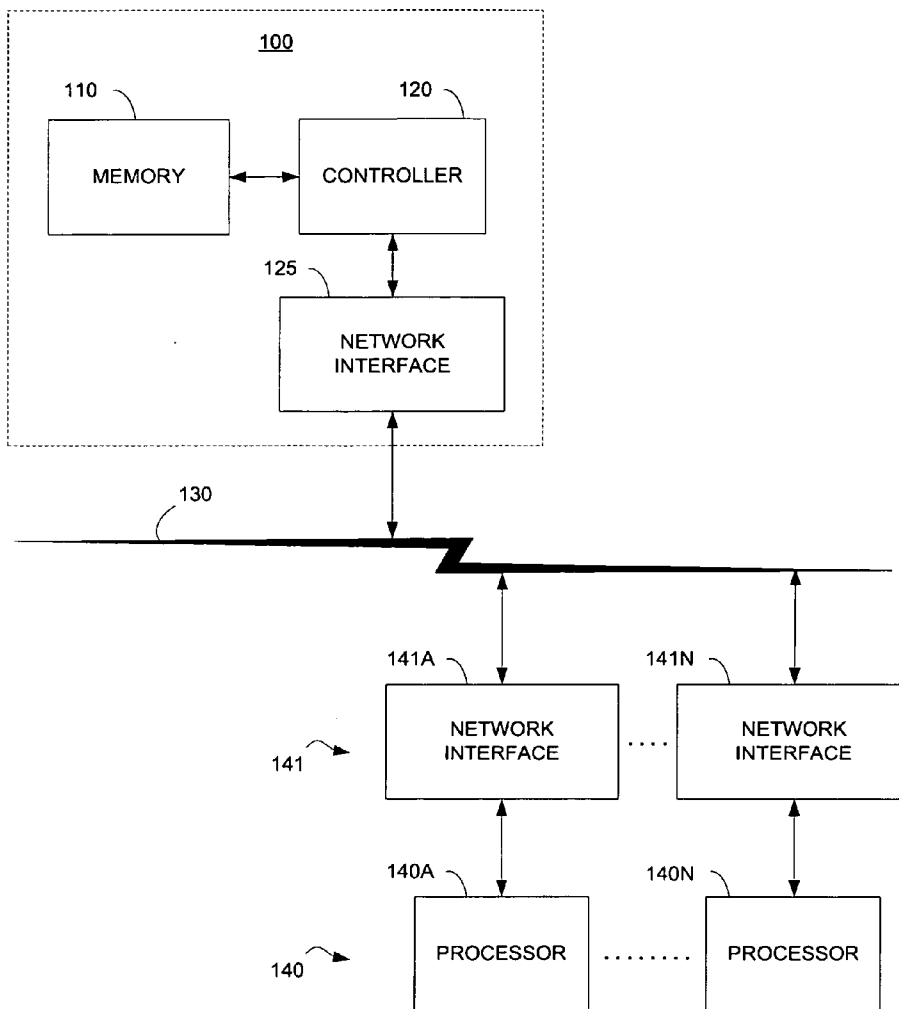 100
110
120
MEMORY
CONTROLLER
125
NETWORK
INTERFACE
130
141A
141N
NETWORK
INTERFACE
.....
NETWORK
INTERFACE
141
140A
140N
PROCESSOR
........
PROCESSOR
140